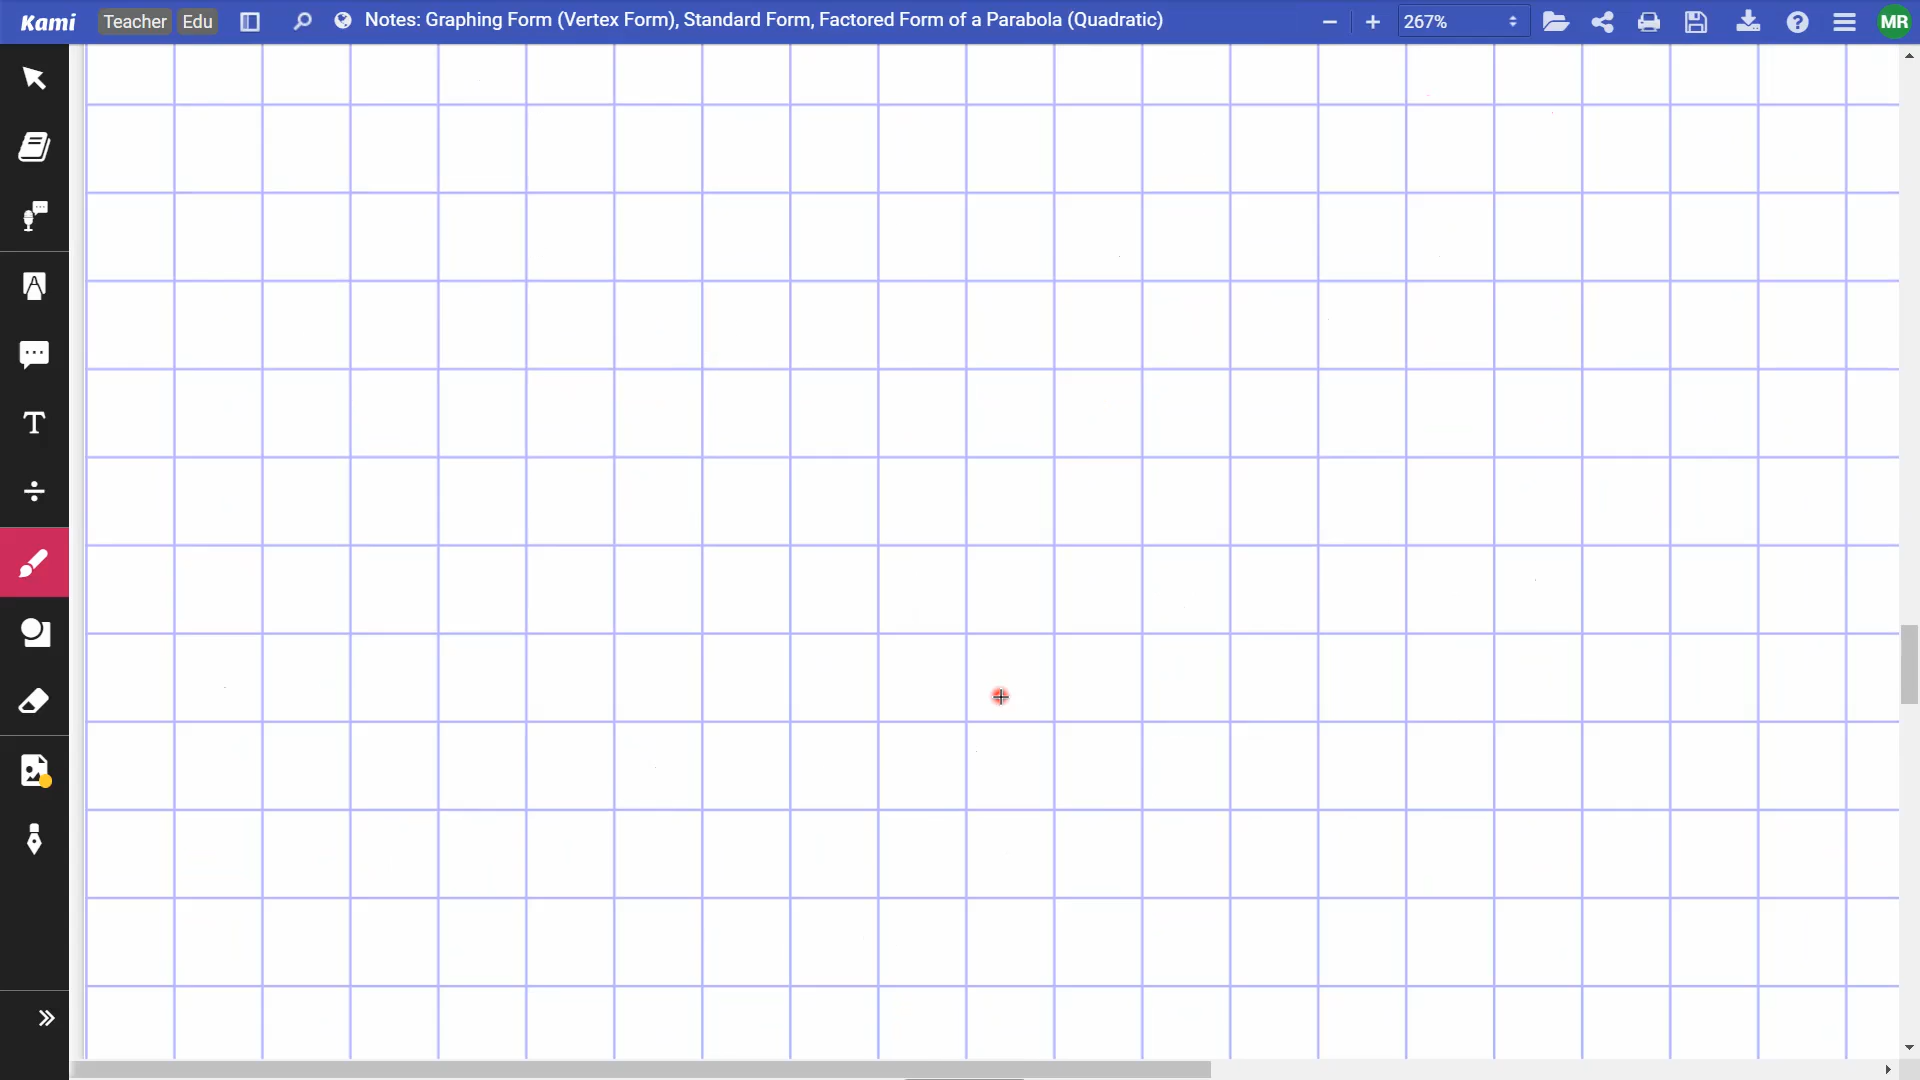 Kami Teacher Edu Notes: Graphing Form (Vertex Form), Standard Form, Factored Form of a Parabola (Quadratic) 267% MR